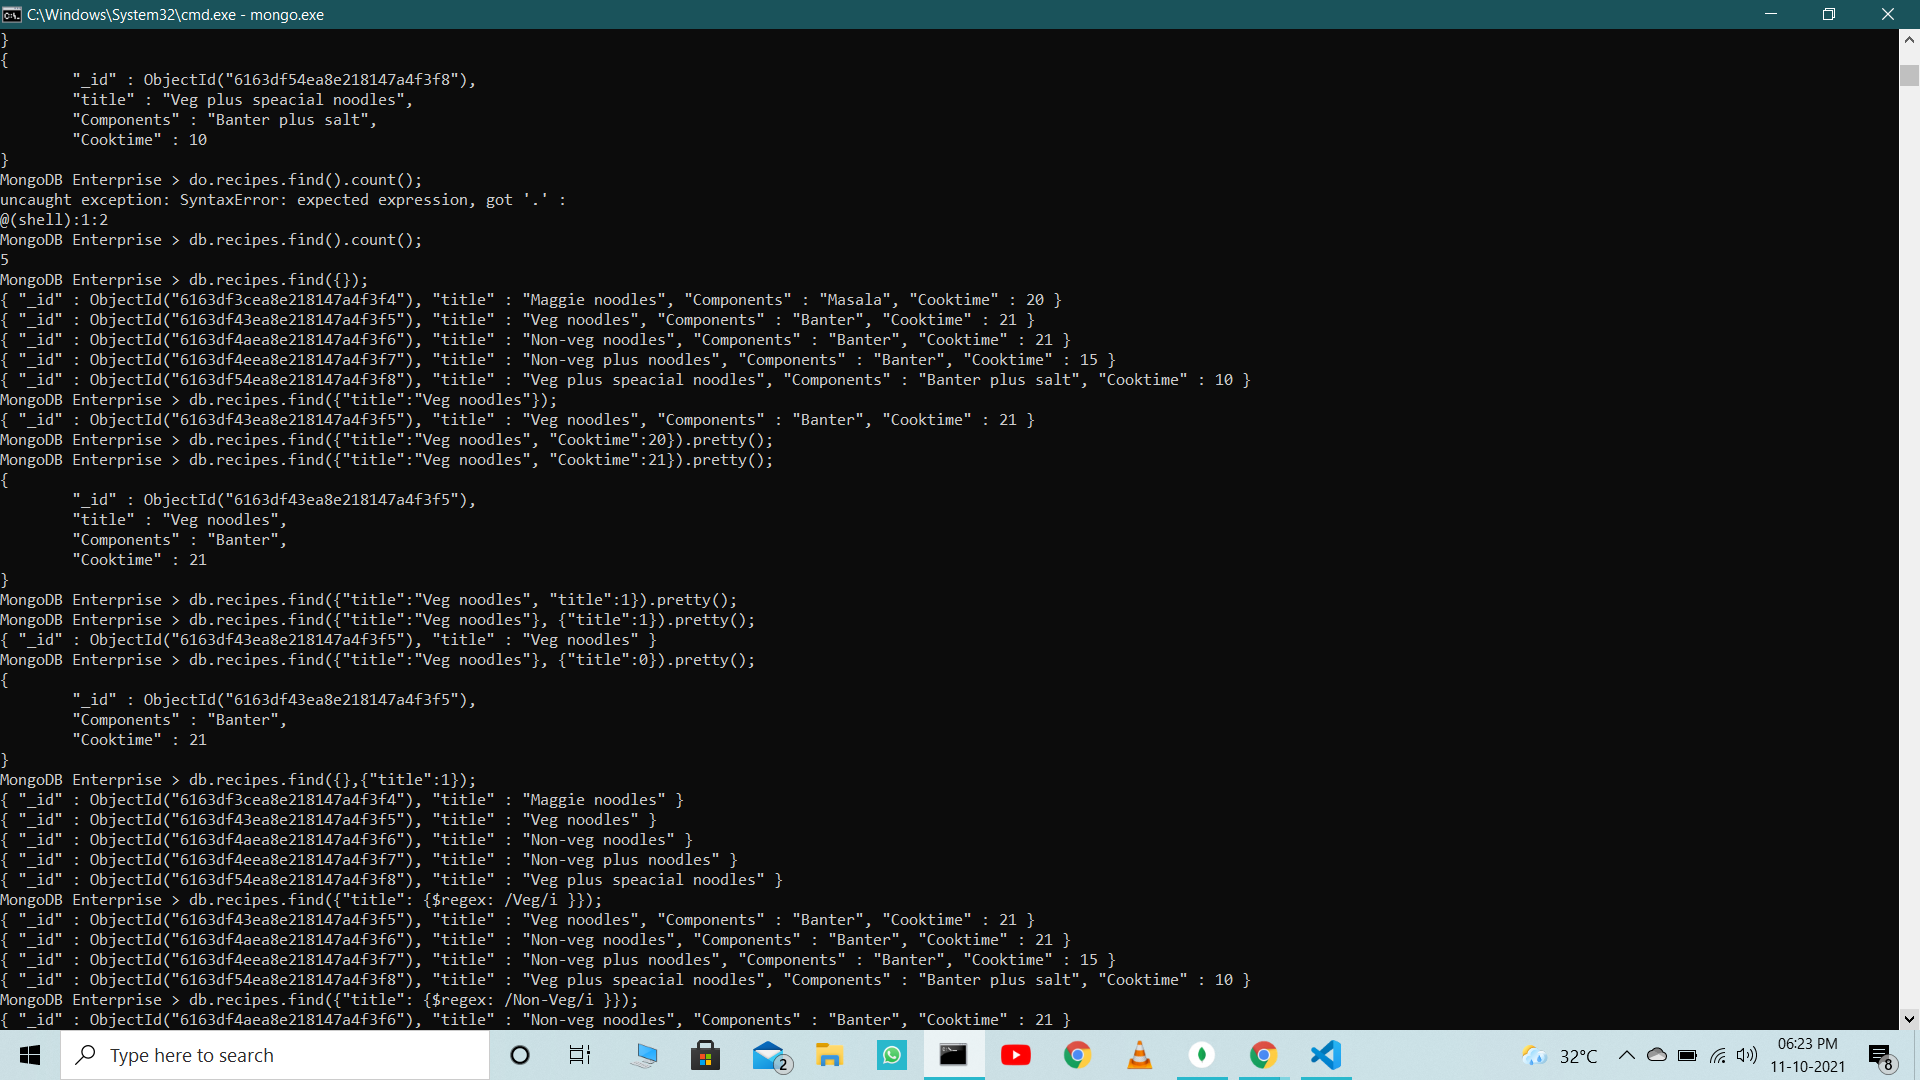 C:\Windows\System32\cmd.exe - mongo.exe
}
{
        "_id" : ObjectId("6163df54ea8e218147a4f3f8"),
        "title" : "Veg plus speacial noodles",
        "Components" : "Banter plus salt",
        "Cooktime" : 10
}
MongoDB Enterprise > do.recipes.find().count();
uncaught exception: SyntaxError: expected expression, got '.' :
@(shell):1:2
MongoDB Enterprise > db.recipes.find().count();
5
MongoDB Enterprise > db.recipes.find({});
{ "_id" : ObjectId("6163df3cea8e218147a4f3f4"), "title" : "Maggie noodles", "Components" : "Masala", "Cooktime" : 20 }
{ "_id" : ObjectId("6163df43ea8e218147a4f3f5"), "title" : "Veg noodles", "Components" : "Banter", "Cooktime" : 21 }
{ "_id" : ObjectId("6163df4aea8e218147a4f3f6"), "title" : "Non-veg noodles", "Components" : "Banter", "Cooktime" : 21 }
{ "_id" : ObjectId("6163df4eea8e218147a4f3f7"), "title" : "Non-veg plus noodles", "Components" : "Banter", "Cooktime" : 15 }
{ "_id" : ObjectId("6163df54ea8e218147a4f3f8"), "title" : "Veg plus speacial noodles", "Components" : "Banter plus salt", "Cooktime" : 10 }
MongoDB Enterprise > db.recipes.find({"title":"Veg noodles"});
{ "_id" : ObjectId("6163df43ea8e218147a4f3f5"), "title" : "Veg noodles", "Components" : "Banter", "Cooktime" : 21 }
MongoDB Enterprise > db.recipes.find({"title":"Veg noodles", "Cooktime":20}).pretty();
MongoDB Enterprise > db.recipes.find({"title":"Veg noodles", "Cooktime":21}).pretty();
{
        "_id" : ObjectId("6163df43ea8e218147a4f3f5"),
        "title" : "Veg noodles",
        "Components" : "Banter",
        "Cooktime" : 21
}
MongoDB Enterprise > db.recipes.find({"title":"Veg noodles", "title":1}).pretty();
MongoDB Enterprise > db.recipes.find({"title":"Veg noodles"}, {"title":1}).pretty();
{ "_id" : ObjectId("6163df43ea8e218147a4f3f5"), "title" : "Veg noodles" }
MongoDB Enterprise > db.recipes.find({"title":"Veg noodles"}, {"title":0}).pretty();
{
        "_id" : ObjectId("6163df43ea8e218147a4f3f5"),
        "Components" : "Banter",
        "Cooktime" : 21
}
MongoDB Enterprise > db.recipes.find({},{"title":1});
{ "_id" : ObjectId("6163df3cea8e218147a4f3f4"), "title" : "Maggie noodles" }
{ "_id" : ObjectId("6163df43ea8e218147a4f3f5"), "title" : "Veg noodles" }
{ "_id" : ObjectId("6163df4aea8e218147a4f3f6"), "title" : "Non-veg noodles" }
{ "_id" : ObjectId("6163df4eea8e218147a4f3f7"), "title" : "Non-veg plus noodles" }
{ "_id" : ObjectId("6163df54ea8e218147a4f3f8"), "title" : "Veg plus speacial noodles" }
MongoDB Enterprise > db.recipes.find({"title": {$regex: /Veg/i }});
{ "_id" : ObjectId("6163df43ea8e218147a4f3f5"), "title" : "Veg noodles", "Components" : "Banter", "Cooktime" : 21 }
{ "_id" : ObjectId("6163df4aea8e218147a4f3f6"), "title" : "Non-veg noodles", "Components" : "Banter", "Cooktime" : 21 }
{ "_id" : ObjectId("6163df4eea8e218147a4f3f7"), "title" : "Non-veg plus noodles", "Components" : "Banter", "Cooktime" : 15 }
{ "_id" : ObjectId("6163df54ea8e218147a4f3f8"), "title" : "Veg plus speacial noodles", "Components" : "Banter plus salt", "Cooktime" : 10 }
MongoDB Enterprise > db.recipes.find({"title": {$regex: /Non-Veg/i }});
{ "_id" : ObjectId("6163df4aea8e218147a4f3f6"), "title" : "Non-veg noodles", "Components" : "Banter", "Cooktime" : 21 }
Type here to search
2
32°C
06:23 PM
11-10-2021
8